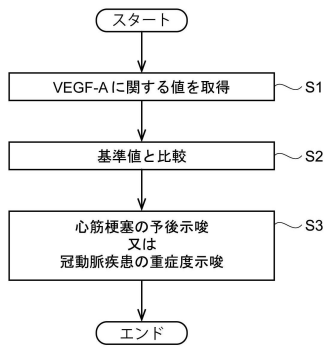 スタート
VEGF-Aに関する値を取得
S1
基準値と比較
S2
心筋梗塞の予後示唆
又は
冠動脈疾患の重症度示唆
S3
エンド